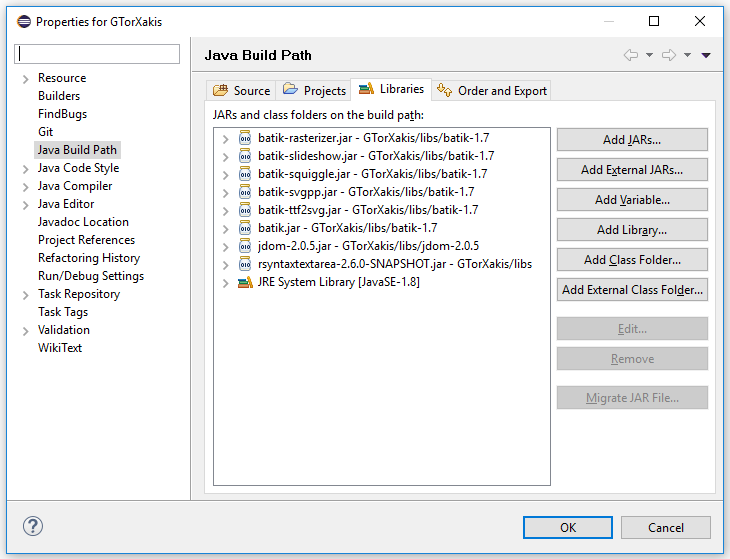 Properties for GTorXakis
Resource
Builders
FindBugs
Git
Java Build Path
Java Code Style
Java Compiler
Java Editor
Javadoc Location
Project References
Refactoring History
Run/Debug Settings
Task Repository
Task Tags
Validation
WikiText
Java Build Path
Source
Projects
Libraries
Order and Export
JARs and class folders on the build path:
batik-rasterizer.jar - GTorXakis/libs/batik-1.7
batik-slideshow.jar - GTorXakis/libs/batik-1.7
batik-squiggle.jar - GTorXakis/libs/batik-1.7
batik-svgpp.jar - GTorXakis/libs/batik-1.7
batik-ttf2svg.jar - GTorXakis/libs/batik-1.7
batik.jar - GTorXakis/libs/batik-1.7
jdom-2.0.5.jar - GTorXakis/libs/jdom-2.0.5
rsyntaxtextarea-2.6.0-SNAPSHOT.jar - GTorXakis/libs
JRE System Library [JavaSE-1.8]
Add JARs...
Add External JARs...
Add Variable...
Add Library...
Add Class Folder...
Add External Class Folder...
Edit...
Remove
Migrate JAR File...
?
OK
Cancel